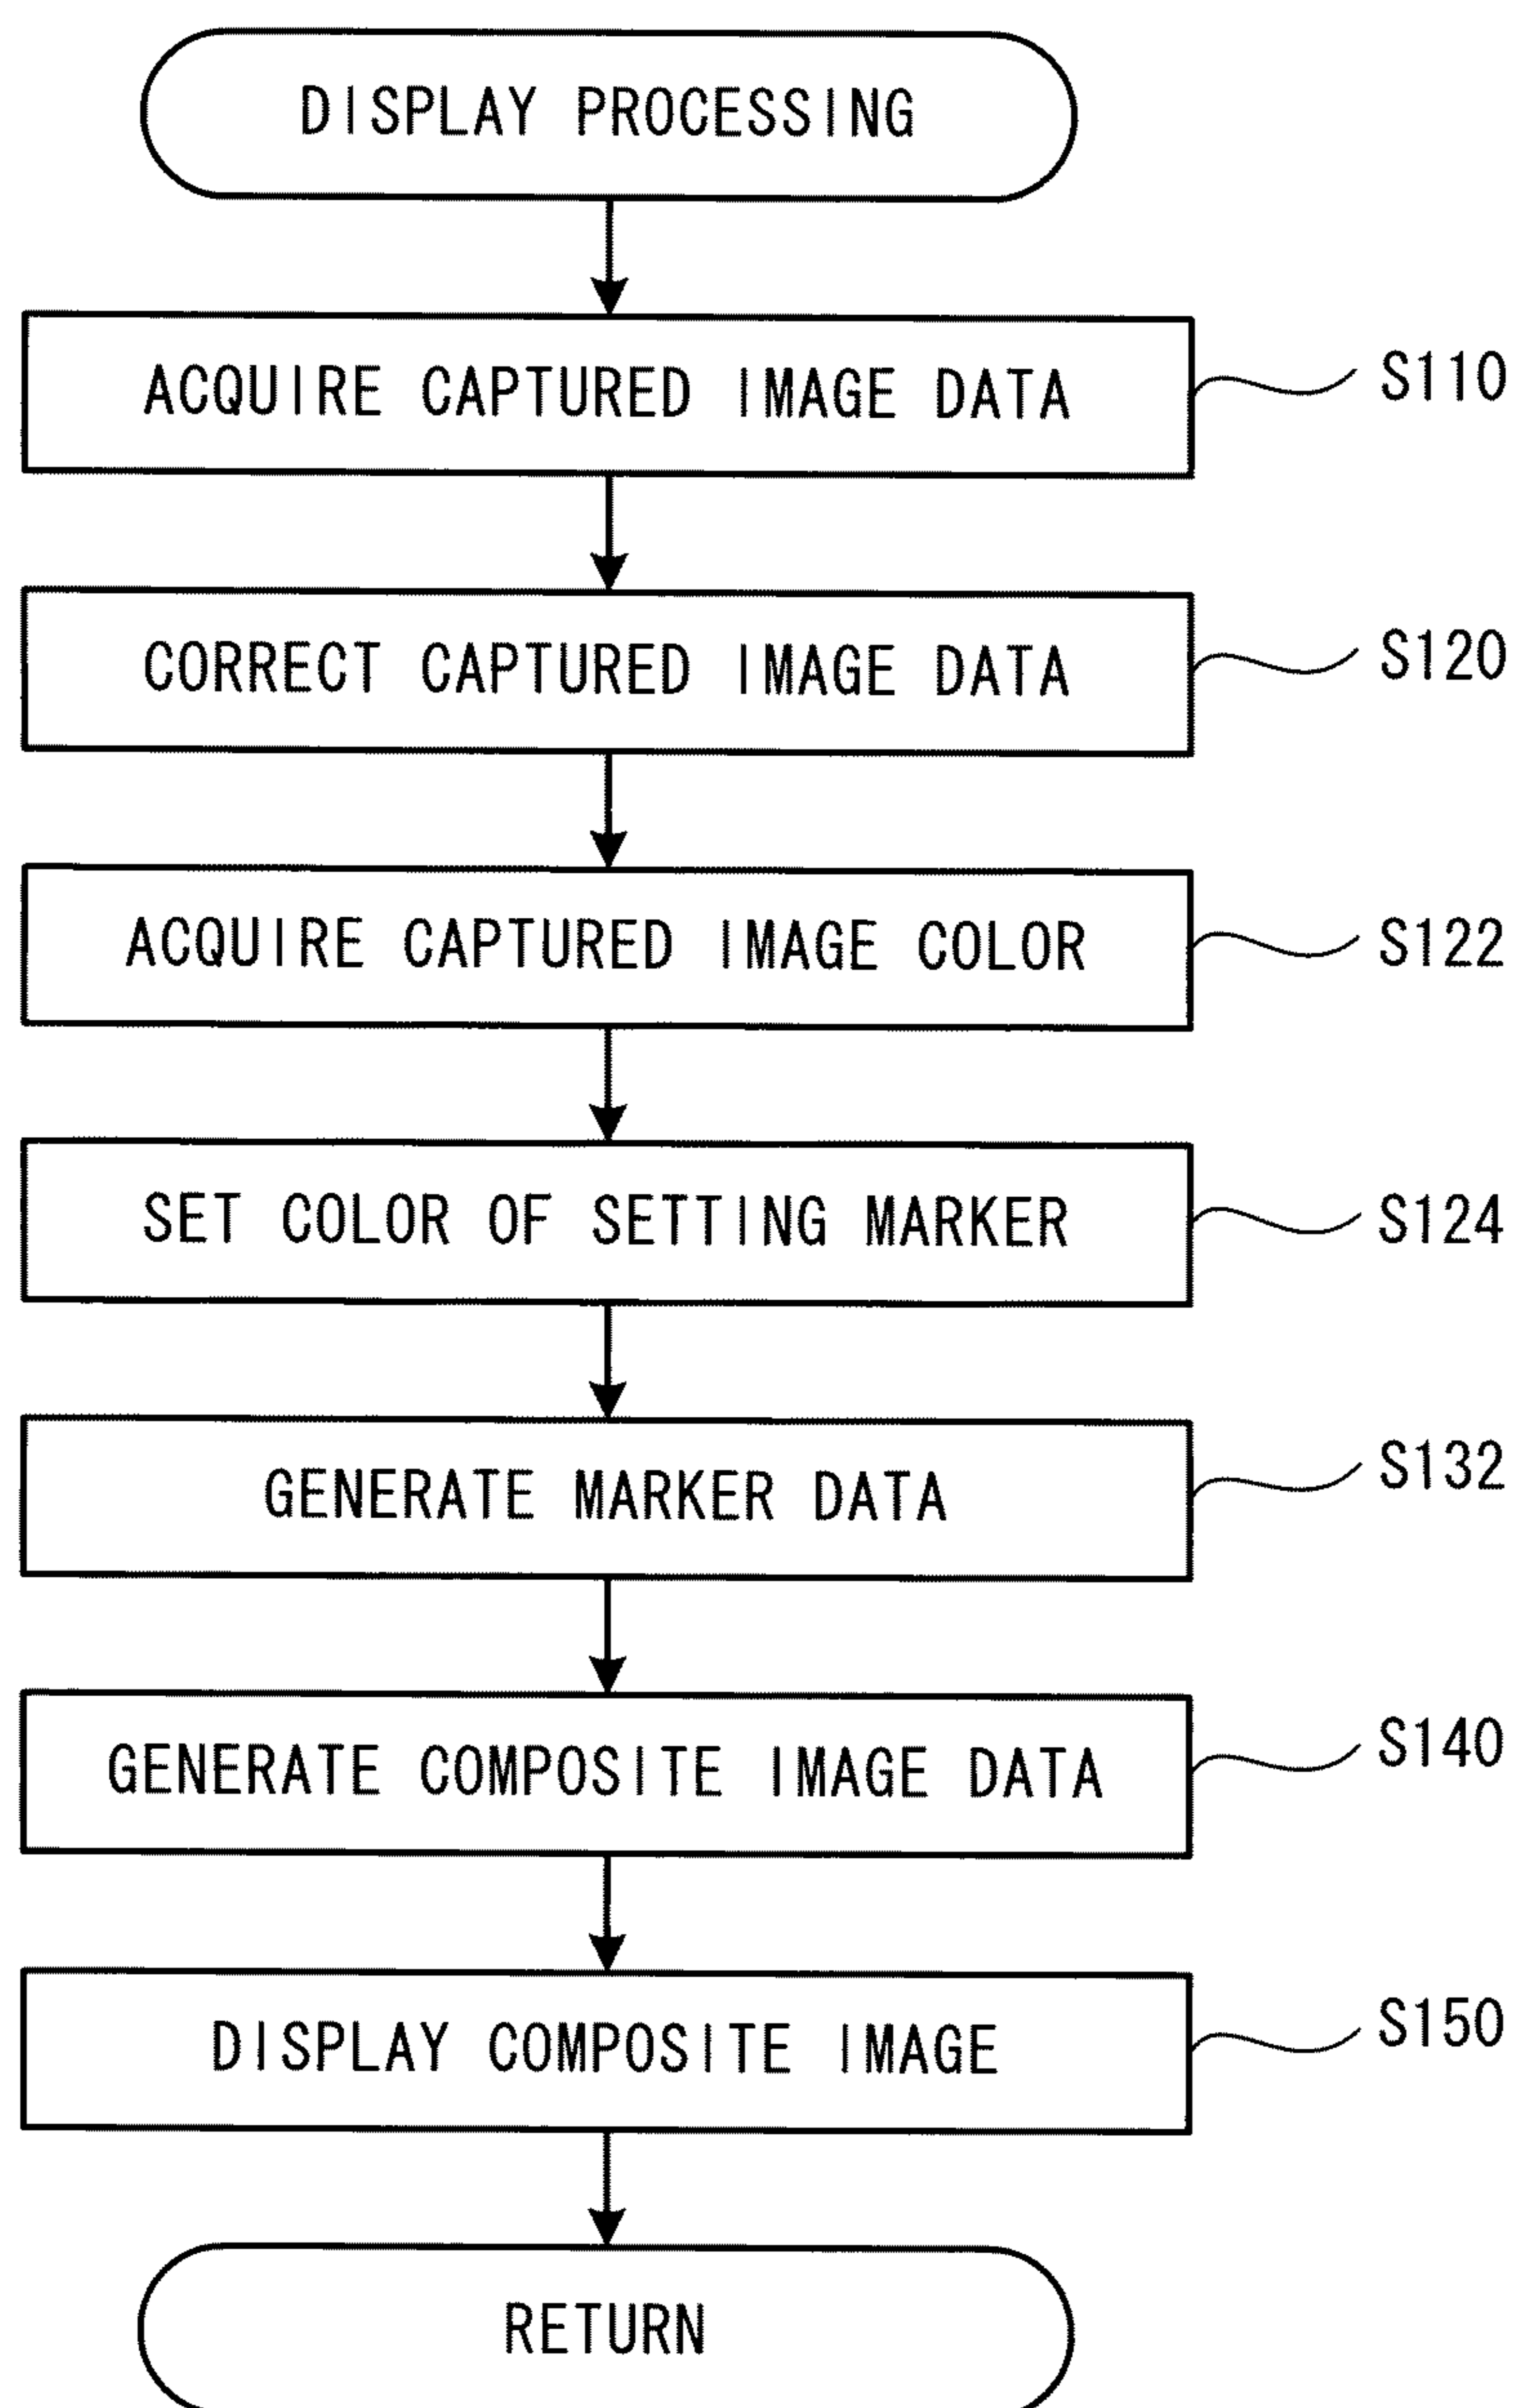 DISPLAY PROCESSING
ACQUIRE CAPTURED IMAGE DATA S110
CORRECT CAPTURED IMAGE DATA S120
ACQUIRE CAPTURED IMAGE COLOR S122
SET COLOR OF SETTING MARKER S124
GENERATE MARKER DATA S132
GENERATE COMPOSITE IMAGE DATA S140
DISPLAY COMPOSITE IMAGE S150
RETURN